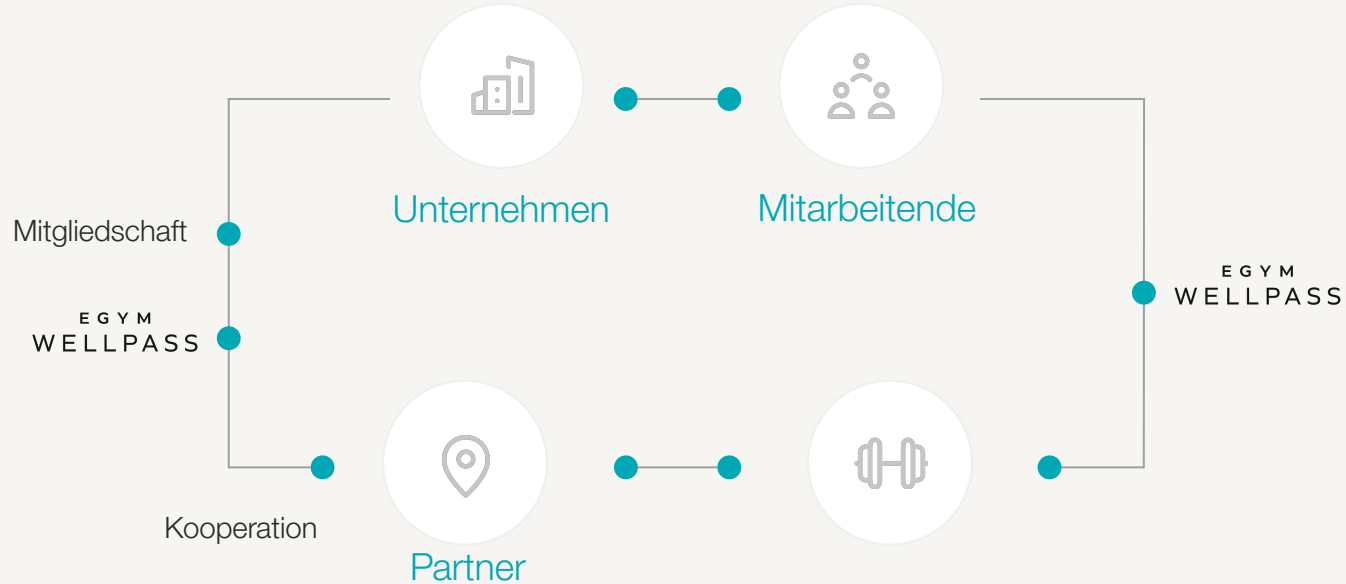 Unternehmen
Mitarbeitende
Mitgliedschaft
EGYM
WELLPASS
EGYM
WELLPASS
Kooperation
Partner